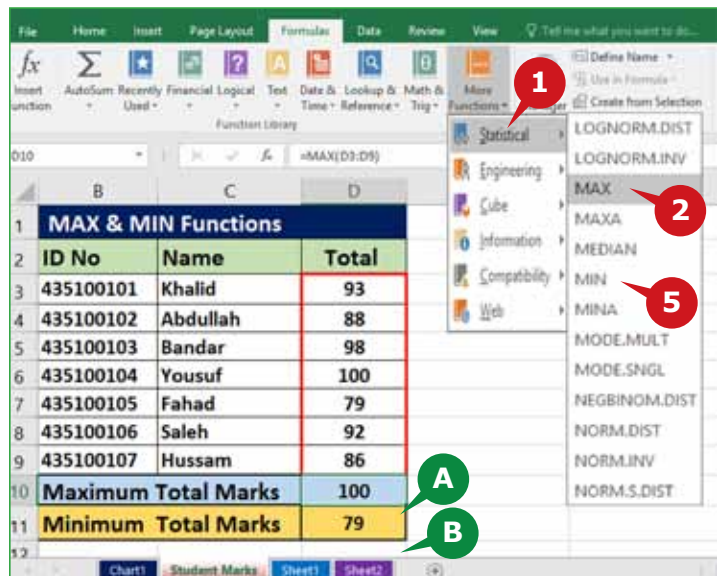 File Home Insert Page Layout Formulas Data Review View Tell me what you want to do...
fx Σ ? A θ
Insert AutoSum Recently Financial Logical Text Date & Lookup & Math & More
unction Used Time Reference Trig Functions
Define Name
Use in Formula
Create from Selection
Function Library
1
D10 fx =MAX(D3:D9)
Statistical
Engineering
Cube
Information
Compatibility
Web
LOGNORM.DIST
LOGNORM.INV
MAX
2
MAXA
MEDIAN
MIN
5
MINA
MODE.MULT
MODE.SNGL
NEGBINOM.DIST
NORM.DIST
NORM.INV
NORM.S.DIST
B C D
1 MAX & MIN Functions
2 ID No Name Total
3 435100101 Khalid 93
4 435100102 Abdullah 88
5 435100103 Bandar 98
6 435100104 Yousuf 100
7 435100105 Fahad 79
8 435100106 Saleh 92
9 435100107 Hussam 86
10 Maximum Total Marks 100
A
11 Minimum Total Marks 79
B
12
Chart1 Student Marks Sheet1 Sheet2